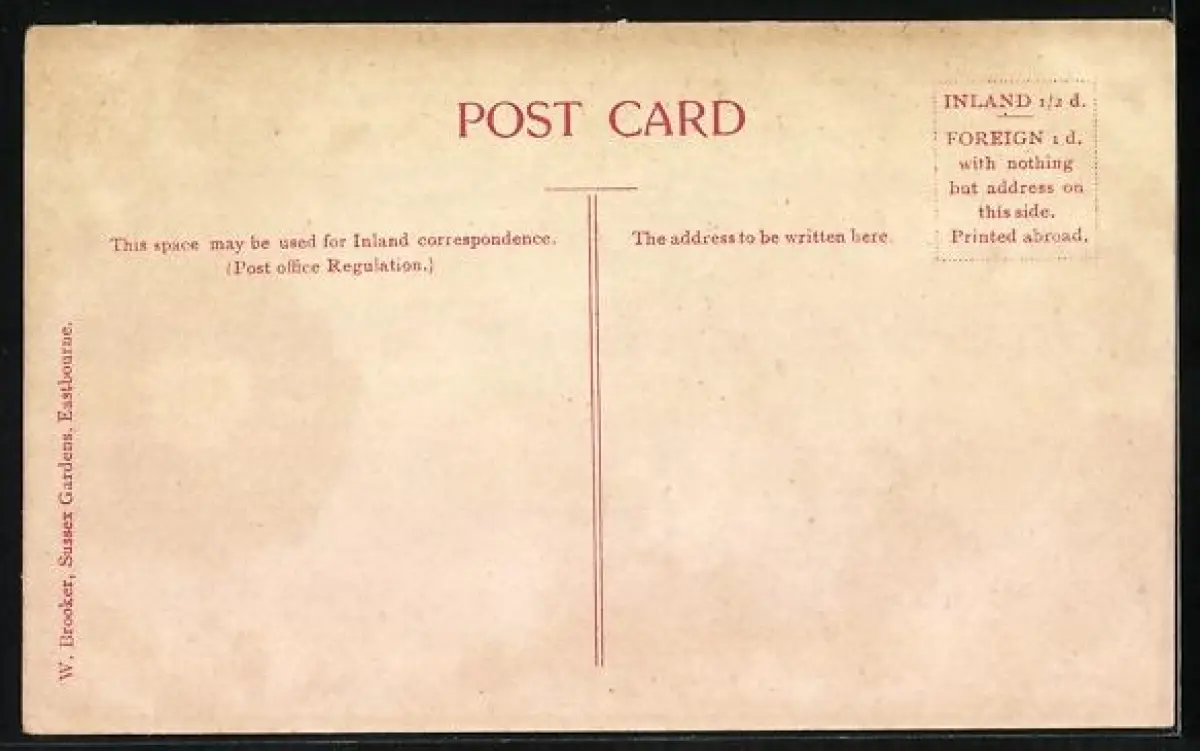 POST CARD
INLAND 1/2 d.
FOREIGN 1 d.
with nothing
but address on
this side.
Printed abroad.
This space may be used for Inland correspondence.
(Post office Regulation.)
The address to be written here.
W. Brooker, Sussex Gardens, Eastbourne.